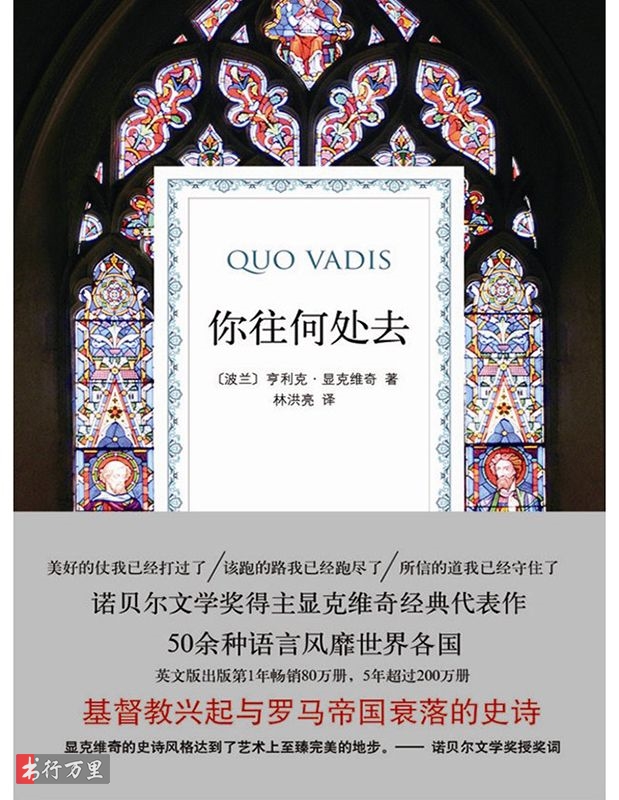 QUO VADIS
你往何处去
〔波兰〕亨利克·显克维奇 著
林洪亮 译
美好的仗我已经打过了/该跑的路我已经跑尽了/所信的道我已经守住了
诺贝尔文学奖得主显克维奇经典代表作
50余种语言风靡世界各国
英文版出版第1年畅销80万册，5年超过200万册
基督教兴起与罗马帝国衰落的史诗
显克维奇的史诗风格达到了艺术上至臻完美的地步。—— 诺贝尔文学奖授奖词
书行万里